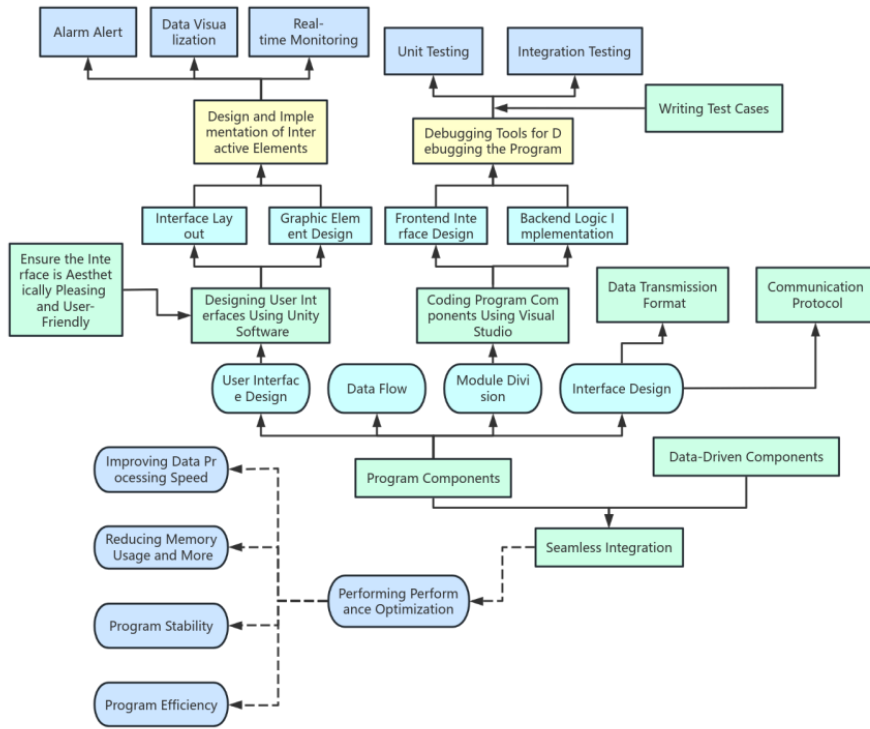 Alarm Alert
Data Visua
lization
Real-
time Monitoring
Unit Testing
Integration Testing
Writing Test Cases
Design and Imple
mentation of Inter
active Elements
Debugging Tools for D
ebugging the Program
Interface Lay
out
Graphic Elem
ent Design
Frontend Inte
rface Design
Backend Logic I
mplementation
Ensure the Inte
rface is Aesthet
ically Pleasing
and User-
Friendly
Designing User Int
erfaces Using Unity
Software
Coding Program Com
ponents Using Visual
Studio
Data Transmission
Format
Communication
Protocol
User Interfac
e Design
Data Flow
Module Divi
sion
Interface Design
Improving Data Pr
ocessing Speed
Program Components
Data-Driven Components
Reducing Memory
Usage and More
Seamless Integration
Performing Perform
ance Optimization
Program Stability
Program Efficiency